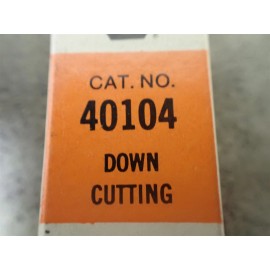 CAT. NO.
40104
DOWN
CUTTING